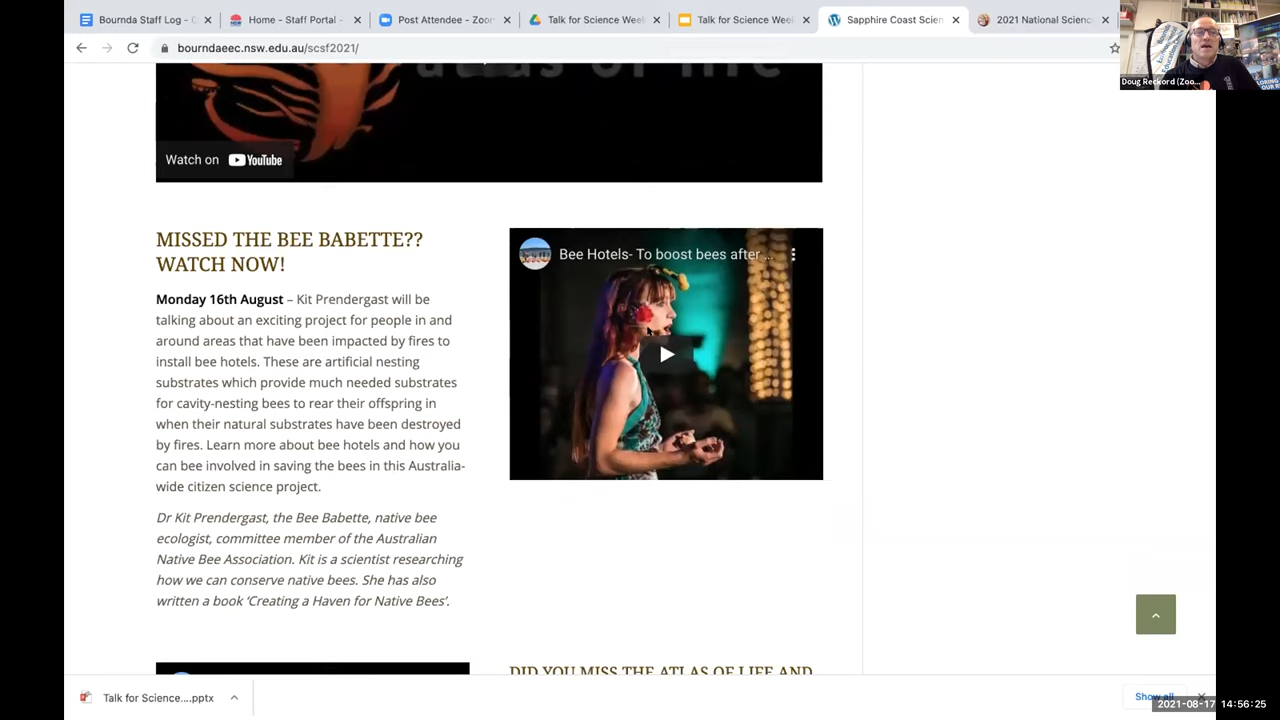 Bournda Staff Log - G
Home - Staff Portal -
Post Attendee - Zoom
Talk for Science Week
Talk for Science Week
Sapphire Coast Scien
2021 National Scienc
bourndaeec.nsw.edu.au/scsf2021/
Doug Reckord (Zoo...
atlas of life
Watch on YouTube
MISSED THE BEE BABETTE??
WATCH NOW!
Monday 16th August – Kit Prendergast will be
talking about an exciting project for people in and
around areas that have been impacted by fires to
install bee hotels. These are artificial nesting
substrates which provide much needed substrates
for cavity-nesting bees to rear their offspring in
when their natural substrates have been destroyed
by fires. Learn more about bee hotels and how you
can bee involved in saving the bees in this Australia-
wide citizen science project.
Dr Kit Prendergast, the Bee Babette, native bee
ecologist, committee member of the Australian
Native Bee Association. Kit is a scientist researching
how we can conserve native bees. She has also
written a book ‘Creating a Haven for Native Bees’.
Bee Hotels- To boost bees after ...
DID YOU MISS THE ATLAS OF LIFE AND
Talk for Science....pptx
Show all
2021-08-17 14:56:25